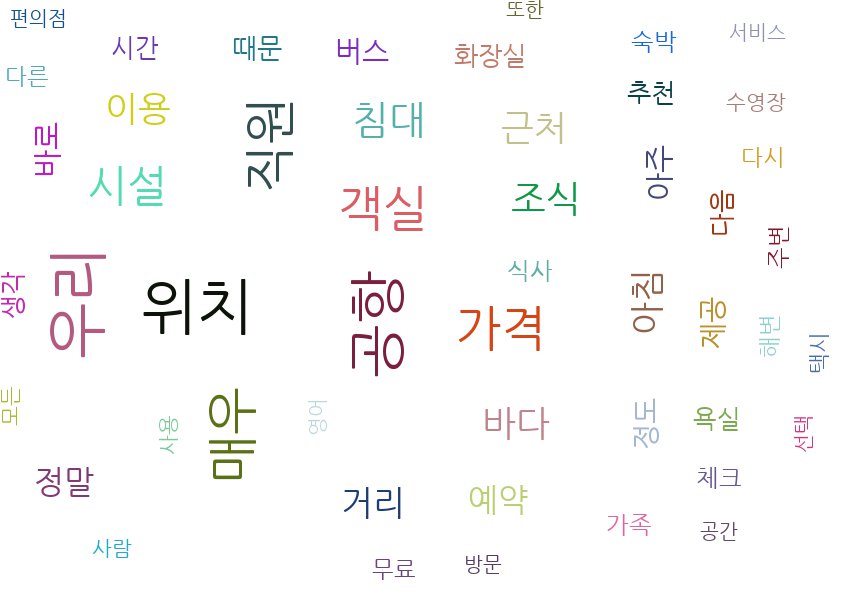 편의점
또한
시간
때문
버스
화장실
숙박
서비스
다른
이용
직원
침대
근처
추천
수영장
바로
시설
객실
조식
아주
다시
다음
주변
우리
생각
위치
공항
가격
식사
아침
제공
해변
택시
모든
사용
매우
영어
바다
정도
욕실
선택
정말
거리
예약
체크
가족
공간
사람
무료
방문